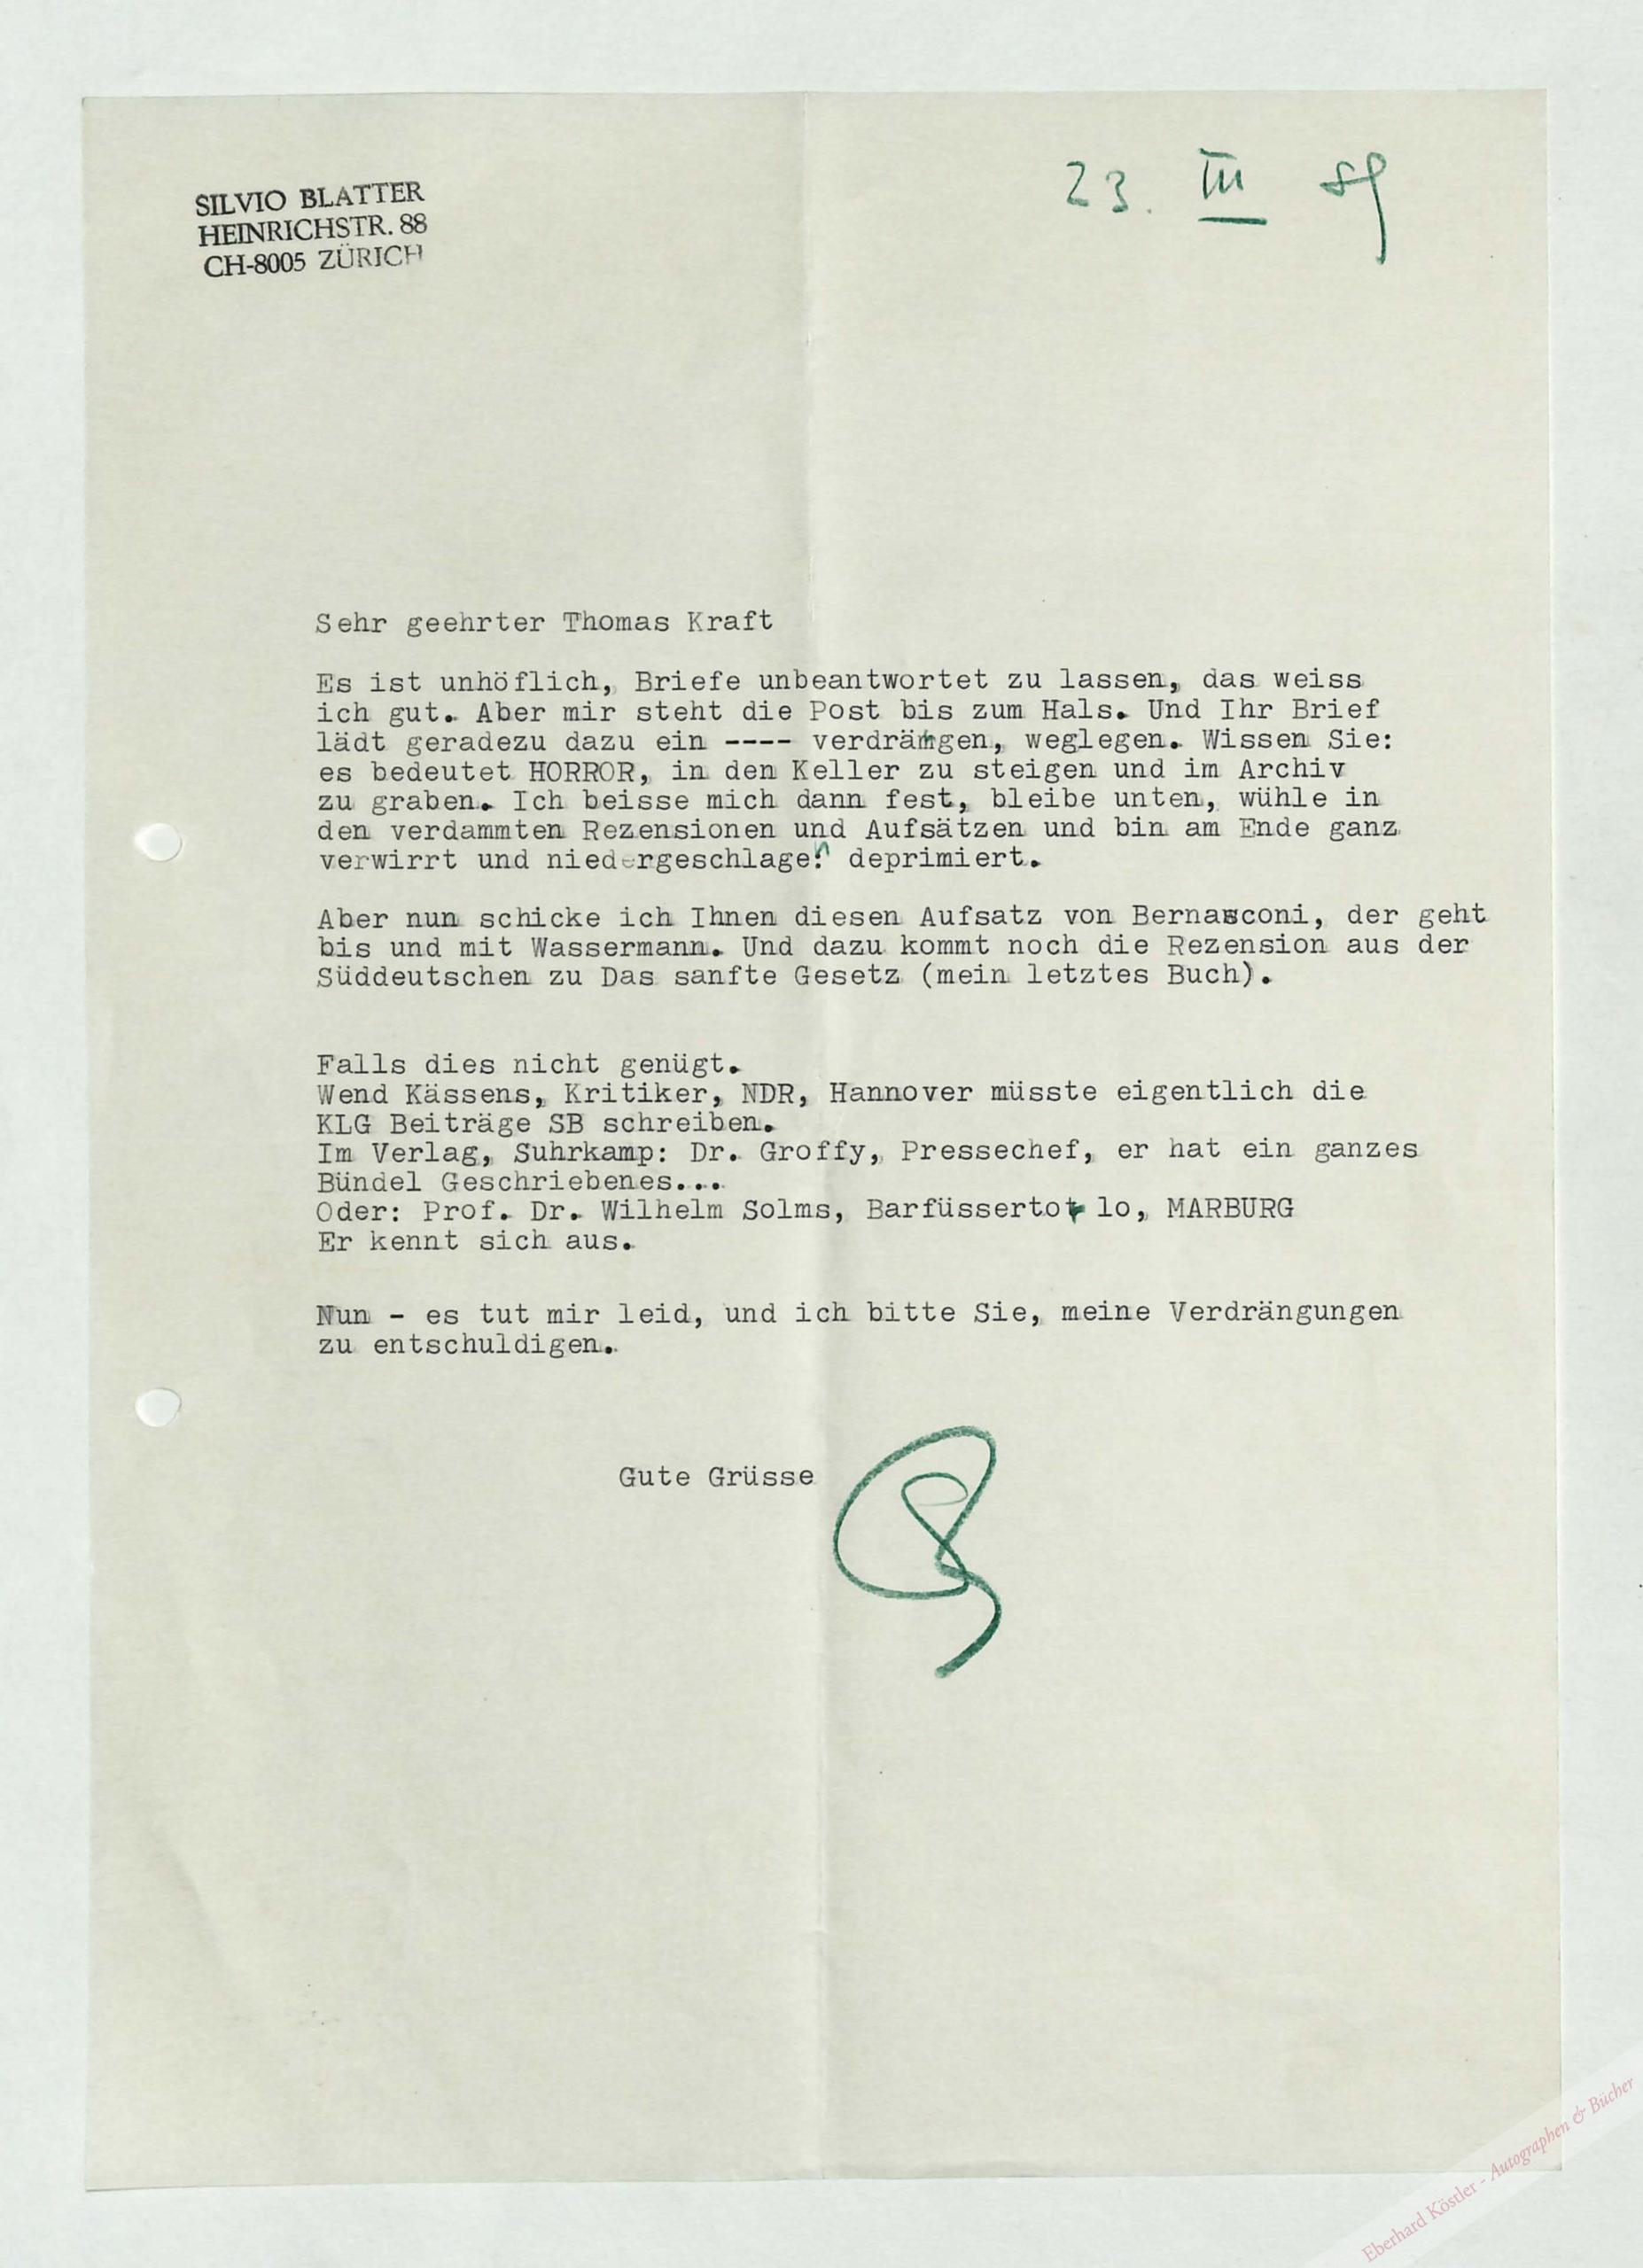 SILVIO BLATTER
HEINRICHSTR. 88
CH-8005 ZÜRICH
23. III 89
Sehr geehrter Thomas Kraft
Es ist unhöflich, Briefe unbeantwortet zu lassen, das weiss
ich gut. Aber mir steht die Post bis zum Hals. Und Ihr Brief
lädt geradezu dazu ein ---- verdrängen, weglegen. Wissen Sie:
es bedeutet HORROR, in den Keller zu steigen und im Archiv
zu graben. Ich beisse mich dann fest, bleibe unten, wühle in
den verdammten Rezensionen und Aufsätzen und bin am Ende ganz
verwirrt und niedergeschlagen deprimiert.
Aber nun schicke ich Ihnen diesen Aufsatz von Bernasconi, der geht
bis und mit Wassermann. Und dazu kommt noch die Rezension aus der
Süddeutschen zu Das sanfte Gesetz (mein letztes Buch).
Falls dies nicht genügt.
Wend Kässens, Kritiker, NDR, Hannover müsste eigentlich die
KLG Beiträge SB schreiben.
Im Verlag, Suhrkamp: Dr. Groffy, Pressechef, er hat ein ganzes
Bündel Geschriebenes...
Oder: Prof. Dr. Wilhelm Solms, Barfüssertor lo, MARBURG
Er kennt sich aus.
Nun - es tut mir leid, und ich bitte Sie, meine Verdrängungen
zu entschuldigen.
Gute Grüsse
Eberhard Köstler - Autographen & Bücher